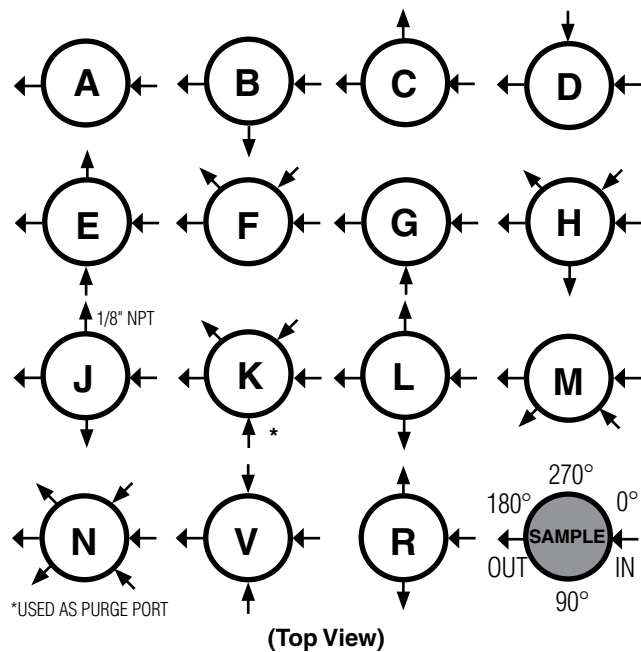 A B C D
E F G H
1/8" NPT
J K L M
*
270°
180° 0°
N V R SAMPLE
OUT IN
90°
*USED AS PURGE PORT
(Top View)